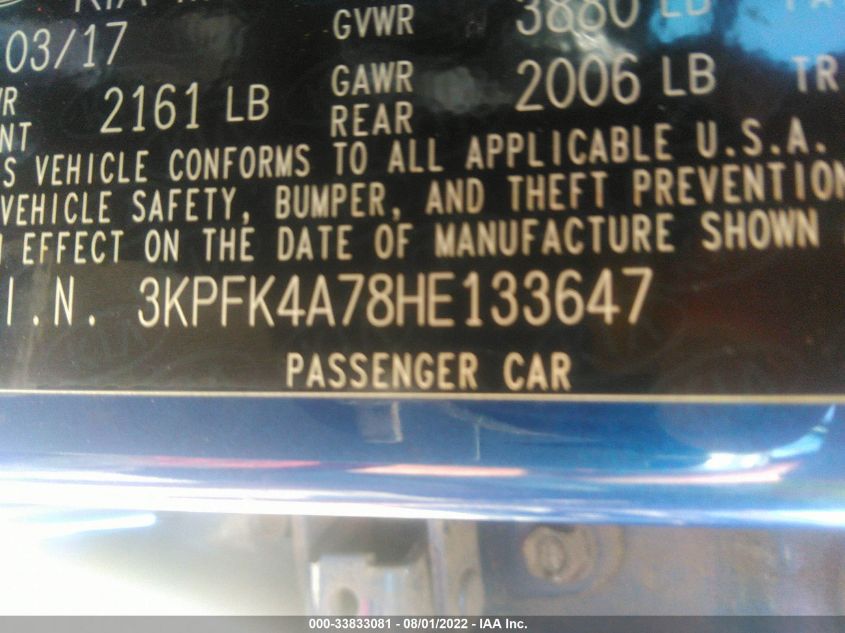 KIA
GVWR 3880 LB
03/17
GAWR 2006 LB TR
2161 LB REAR
VEHICLE CONFORMS TO ALL APPLICABLE U.S.A.
VEHICLE SAFETY, BUMPER, AND THEFT PREVENTION
EFFECT ON THE DATE OF MANUFACTURE SHOWN
I.N. 3KPFK4A78HE133647
PASSENGER CAR
000-33833081 - 08/01/2022 - IAA Inc.